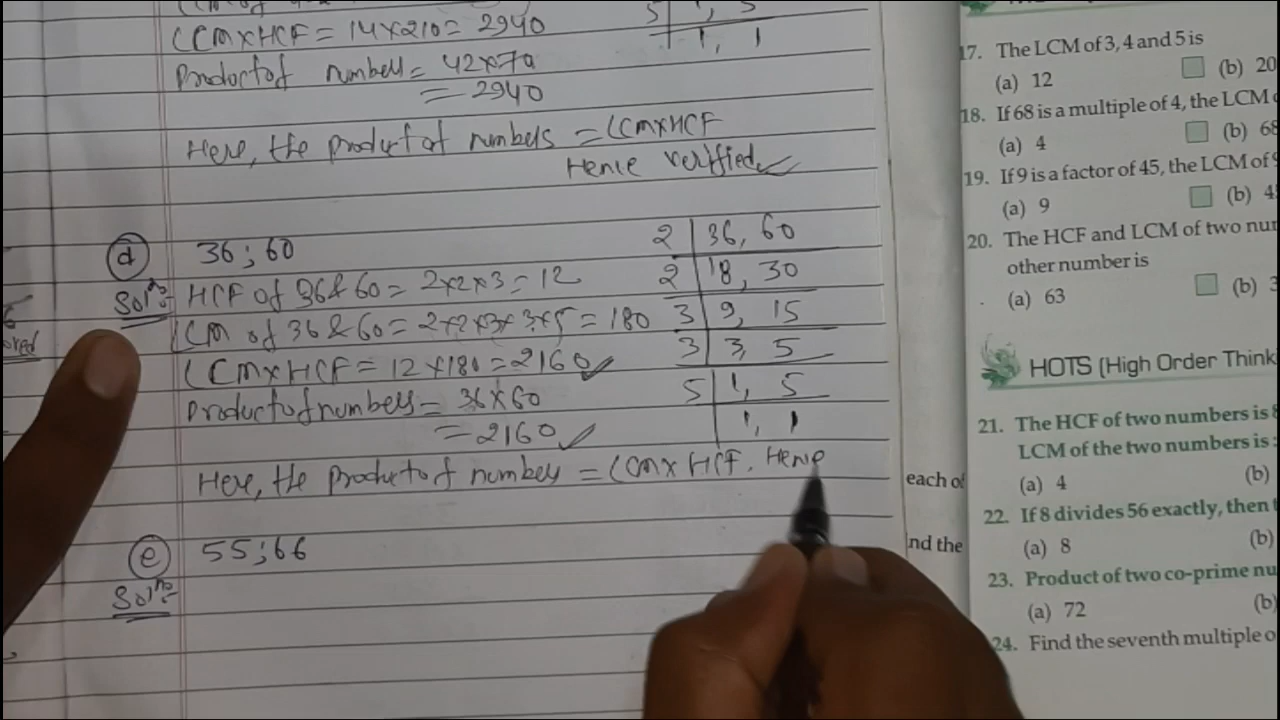 LCM×HCF = 14×210 = 2940
Product of numbers = 42×70
= 2940
Here, the product of numbers = LCM×HCF
Hence verified
5 | 1, 5
1, 1
(d) 36 ; 60
Solⁿ:- HCF of 36 & 60 = 2×2×3 = 12
LCM of 36 & 60 = 2×2×3×3×5 = 180
LCM×HCF = 12×180 = 2160 ✓
Product of numbers = 36×60
= 2160 ✓
Here, the product of numbers = LCM×HCF. Hence
2 | 36, 60
2 | 18, 30
3 | 9, 15
3 | 3, 5
5 | 1, 5
1, 1
(e) 55 ; 66
Solⁿ:-
each of
nd the
17. The LCM of 3, 4 and 5 is
(a) 12 (b) 20
18. If 68 is a multiple of 4, the LCM
(a) 4 (b) 68
19. If 9 is a factor of 45, the LCM of
(a) 9 (b) 4
20. The HCF and LCM of two
other number is
(a) 63 (b) 3
HOTS (High Order Think
21. The HCF of two numbers is
LCM of the two numbers is
(a) 4 (b)
22. If 8 divides 56 exactly, then
(a) 8 (b)
23. Product of two co-prime nu
(a) 72 (b)
24. Find the seventh multiple o